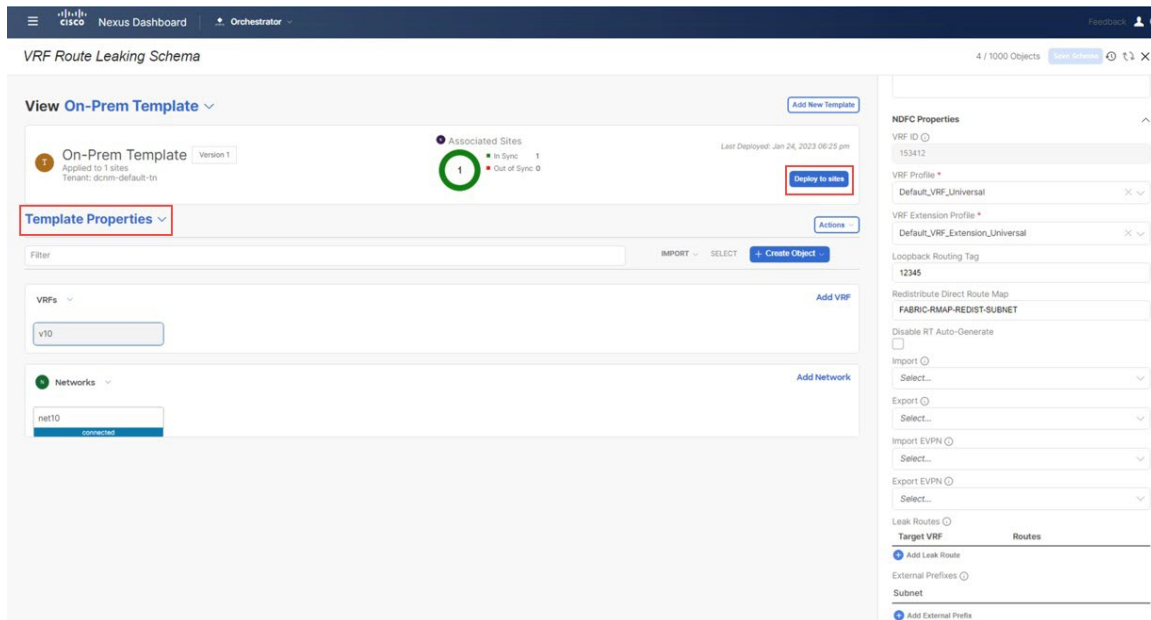 cisco Nexus Dashboard Orchestrator Feedback
VRF Route Leaking Schema 4 / 1000 Objects Save Schema
View On-Prem Template Add New Template
T On-Prem Template Version 1
Applied to 1 sites
Tenant: dcnm-default-tn
Associated Sites
1
In Sync 1
Out of Sync 0
Last Deployed: Jan 24, 2023 06:25 pm
Deploy to sites
Template Properties Actions
Filter IMPORT SELECT + Create Object
VRFs Add VRF
v10
N Networks Add Network
net10
connected
NDFC Properties
VRF ID
153412
VRF Profile *
Default_VRF_Universal
VRF Extension Profile *
Default_VRF_Extension_Universal
Loopback Routing Tag
12345
Redistribute Direct Route Map
FABRIC-RMAP-REDIST-SUBNET
Disable RT Auto-Generate
Import
Select...
Export
Select...
Import EVPN
Select...
Export EVPN
Select...
Leak Routes
Target VRF Routes
Add Leak Route
External Prefixes
Subnet
Add External Prefix